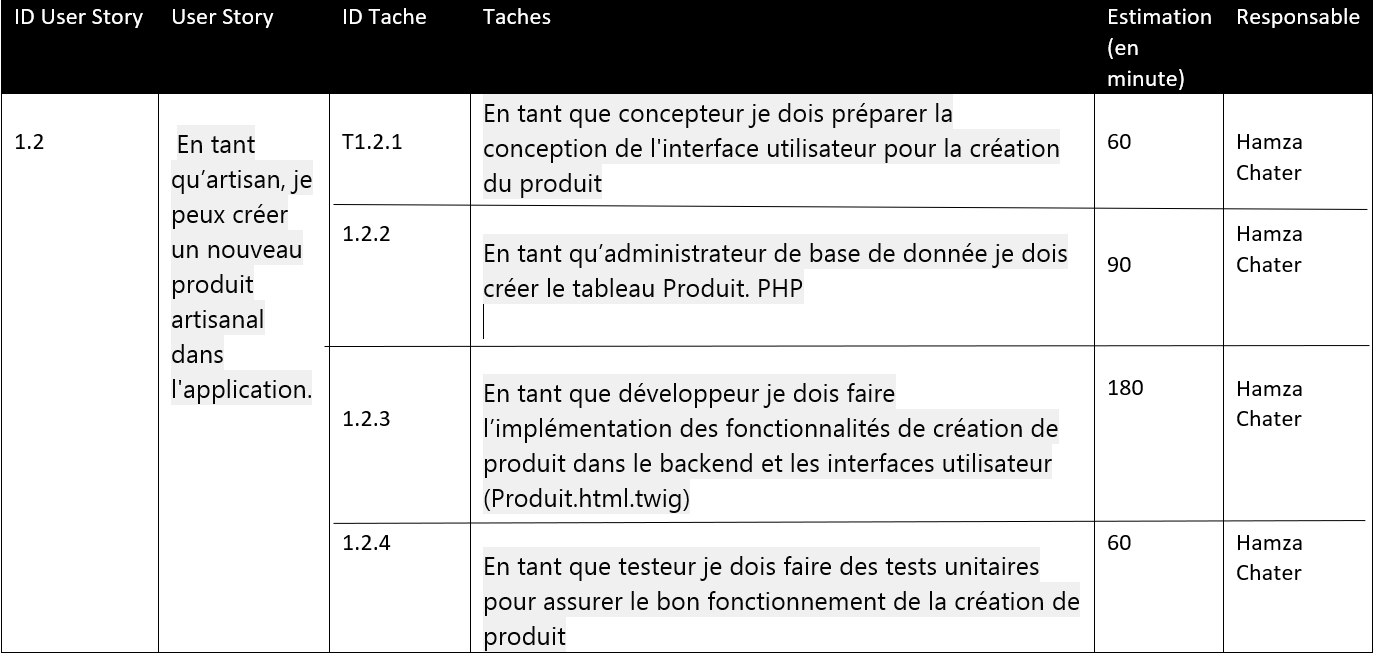 ID User Story
User Story
ID Tache
Taches
Estimation
(en
minute)
Responsable
1.2
En tant
qu’artisan, je
peux créer
un nouveau
produit
artisanal
dans
l'application.
T1.2.1
En tant que concepteur je dois préparer la
conception de l'interface utilisateur pour la création
du produit
60
Hamza
Chater
1.2.2
En tant qu’administrateur de base de donnée je dois
créer le tableau Produit. PHP
90
Hamza
Chater
1.2.3
En tant que développeur je dois faire
l’implémentation des fonctionnalités de création de
produit dans le backend et les interfaces utilisateur
(Produit.html.twig)
180
Hamza
Chater
1.2.4
En tant que testeur je dois faire des tests unitaires
pour assurer le bon fonctionnement de la création de
produit
60
Hamza
Chater